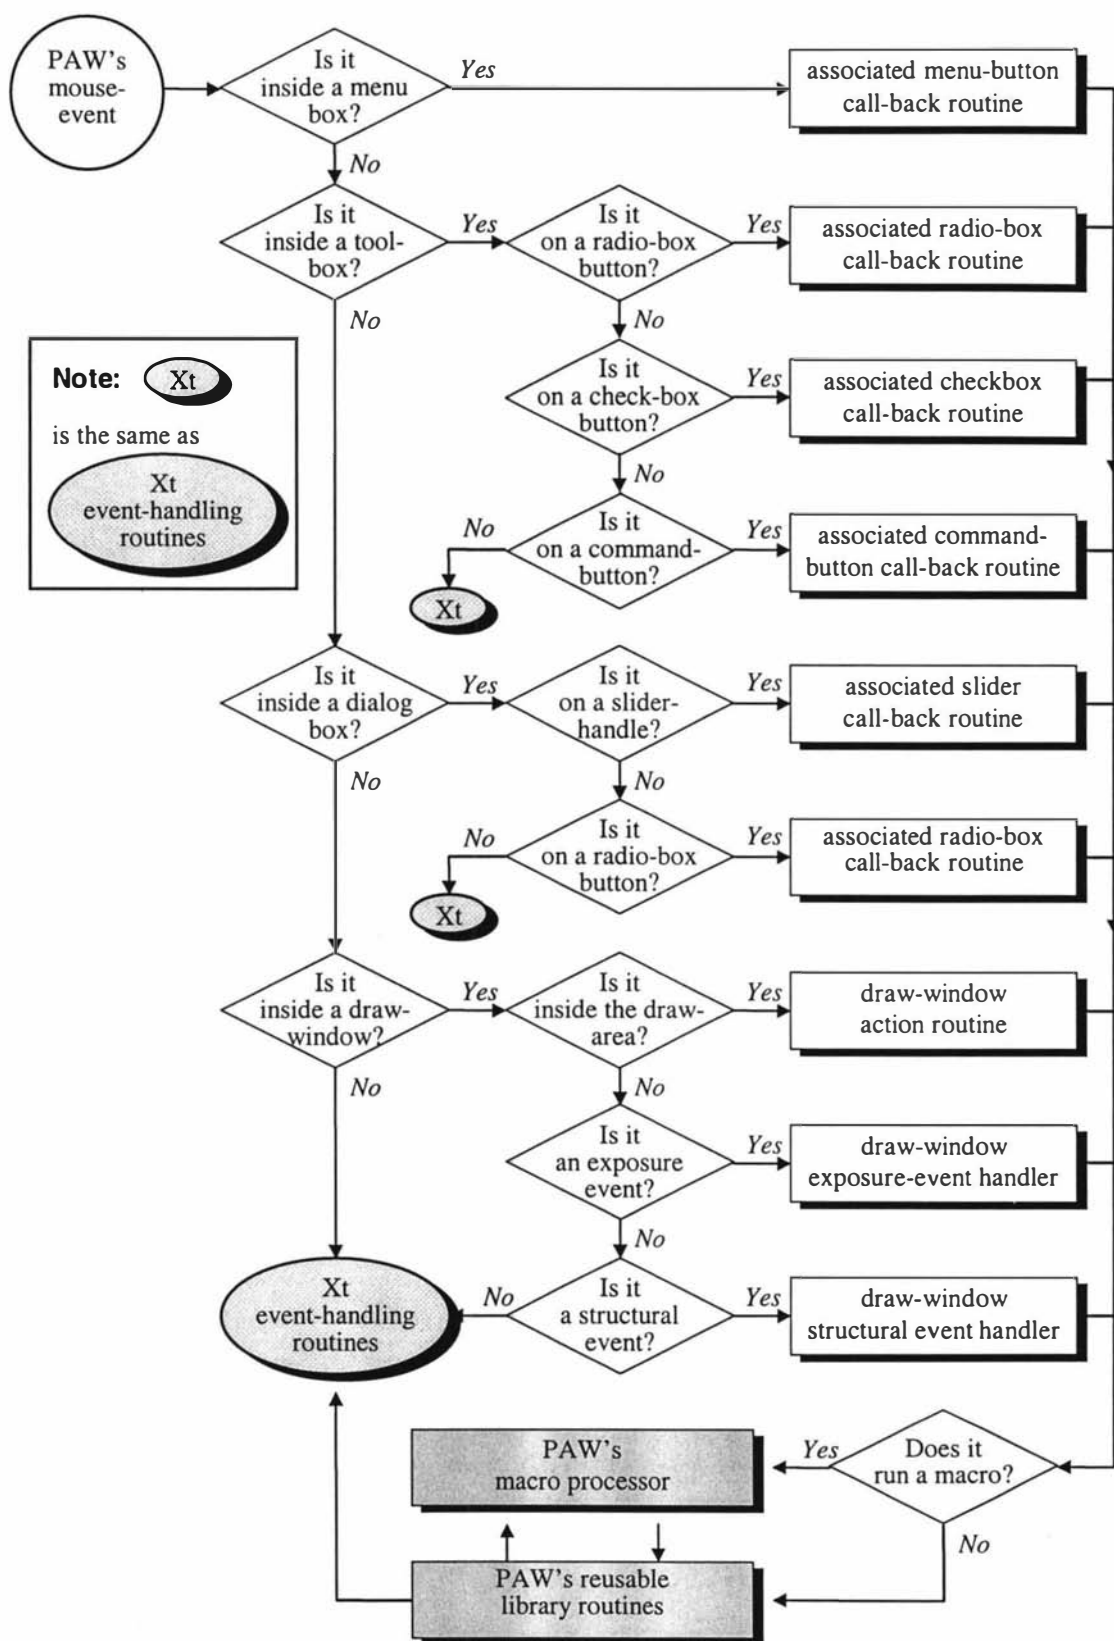 PAW's
mouse-
event
Is it
inside a menu
box?
Yes
associated menu-button
call-back routine
No
Is it
inside a tool-
box?
Yes
Is it
on a radio-box
button?
Yes
associated radio-box
call-back routine
No
No
Note:
Xt
is the same as
Xt
event-handling
routines
Is it
on a check-box
button?
Yes
associated checkbox
call-back routine
No
No
Is it
on a command-
button?
Yes
associated command-
button call-back routine
Xt
Is it
inside a dialog
box?
Yes
Is it
on a slider-
handle?
Yes
associated slider
call-back routine
No
No
No
Is it
on a radio-box
button?
Yes
associated radio-box
call-back routine
Xt
Is it
inside a draw-
window?
Yes
Is it
inside the draw-
area?
Yes
draw-window
action routine
No
No
Is it
an exposure
event?
Yes
draw-window
exposure-event handler
No
Xt
event-handling
routines
No
Is it
a structural
event?
Yes
draw-window
structural event handler
PAW's
macro processor
Yes
Does it
run a macro?
No
PAW's reusable
library routines